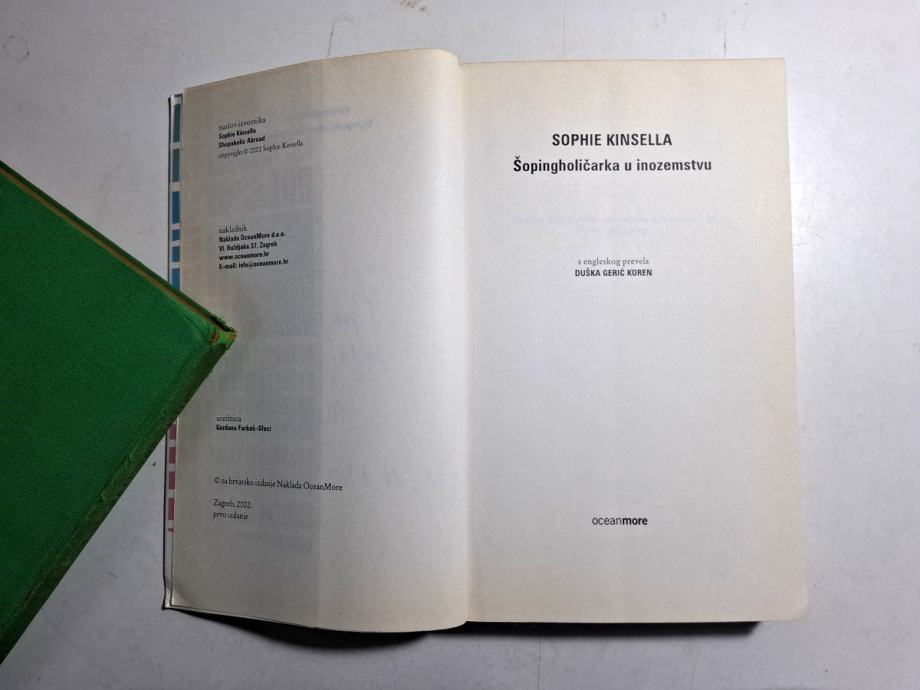 naslov izvornika
Sophie Kinsella
Shopaholic Abroad
copyright © 2001 Sophie Kinsella
nakladnik
Naklada OceanMore d.o.o.
Vl. Ruždjaka 37, Zagreb
www.oceanmore.hr
E-mail: info@oceanmore.hr
urednica
Gordana Farkaš-Sfeci
© za hrvatsko izdanje Naklada OceanMore
Zagreb, 2002.
prvo izdanje
SOPHIE KINSELLA
Šopingholičarka u inozemstvu
s engleskog prevela
DUŠKA GERIĆ KOREN
oceanmore